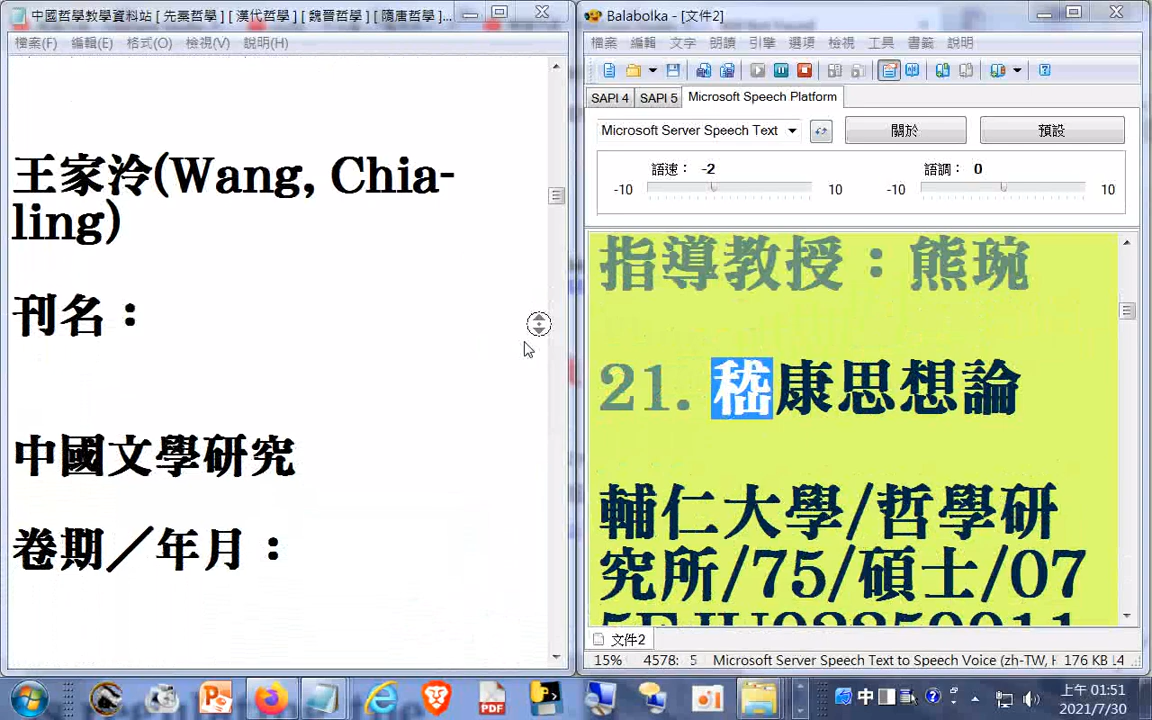 中國哲學教學資料站 [ 先秦哲學 ] [ 漢代哲學 ] [ 魏晉哲學 ] [ 隋唐哲學 ]...
檔案(F) 編輯(E) 格式(O) 檢視(V) 說明(H)
王家泠(Wang, Chia-
ling)
刊名：
中國文學研究
卷期／年月：
Balabolka - [文件2]
檔案 編輯 文字 朗讀 引擎 選項 檢視 工具 書籤 說明
SAPI 4 SAPI 5 Microsoft Speech Platform
Microsoft Server Speech Text 關於 預設
語速： -2 語調： 0
-10 10 -10 10
指導教授：熊琬
21. 嵇康思想論
輔仁大學/哲學研
究所/75/碩士/07
文件2
15% 4578: 5 Microsoft Server Speech Text to Speech Voice (zh-TW, H 176 KB
中
PDF
上午 01:51
2021/7/30